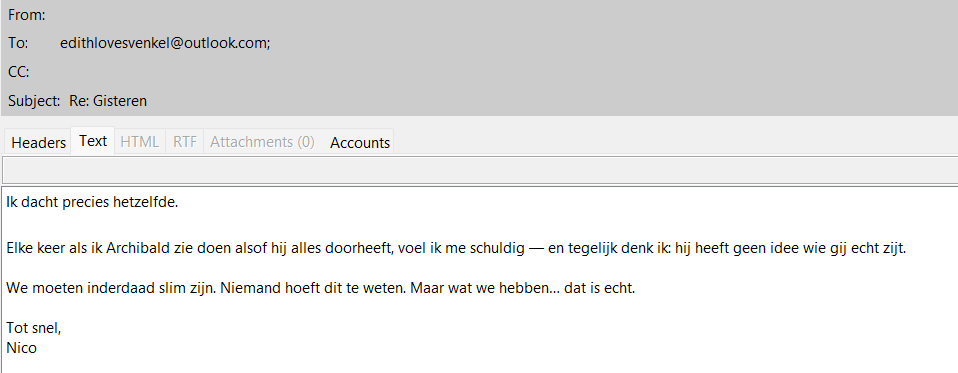 From:
To: edithlovesvenkel@outlook.com;
CC:
Subject: Re: Gisteren
Headers Text HTML RTF Attachments (0) Accounts
Ik dacht precies hetzelfde.
Elke keer als ik Archibald zie doen alsof hij alles doorheeft, voel ik me schuldig — en tegelijk denk ik: hij heeft geen idee wie gij echt zijt.
We moeten inderdaad slim zijn. Niemand hoeft dit te weten. Maar wat we hebben… dat is echt.
Tot snel,
Nico